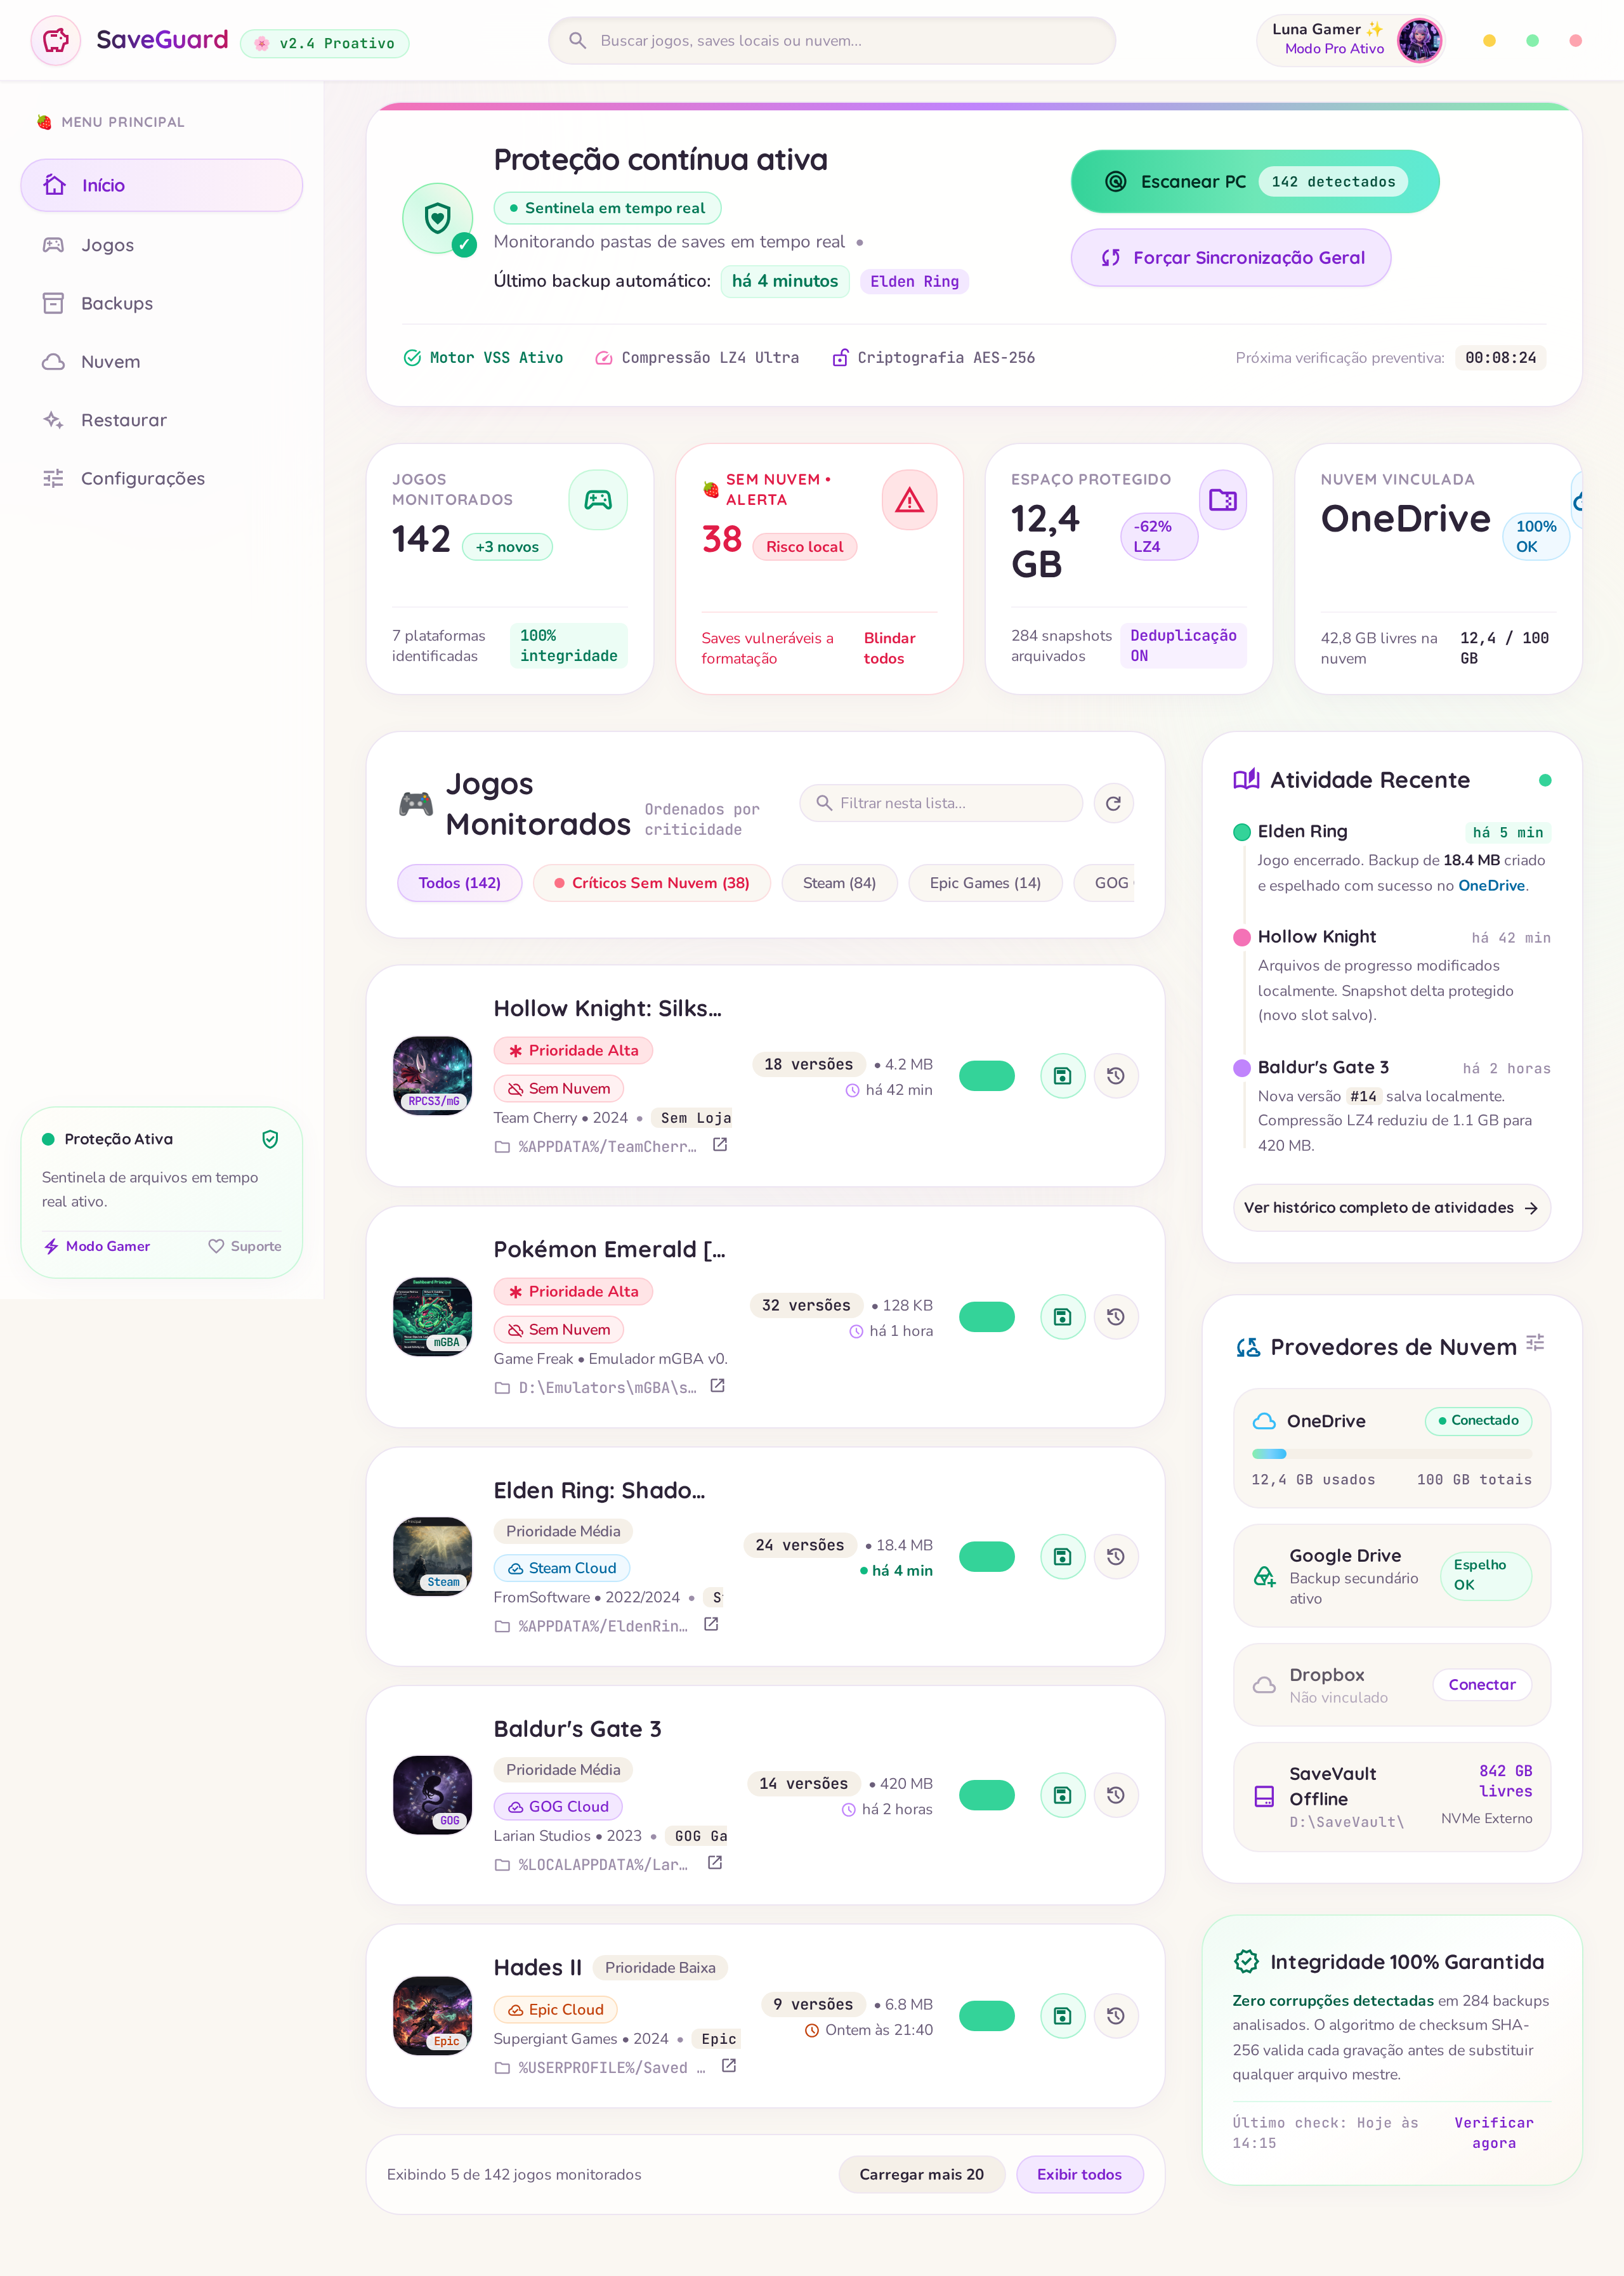 SaveGuard
v2.4 Proativo
Buscar jogos, saves locais ou nuvem...
Luna Gamer ✨
Modo Pro Ativo
MENU PRINCIPAL
Início
Jogos
Backups
Nuvem
Restaurar
Configurações
Proteção Ativa
Sentinela de arquivos em tempo
real ativo.
Modo Gamer
Suporte
Proteção contínua ativa
Sentinela em tempo real
Monitorando pastas de saves em tempo real •
Último backup automático: há 4 minutos Elden Ring
Escanear PC 142 detectados
Forçar Sincronização Geral
Motor VSS Ativo
Compressão LZ4 Ultra
Criptografia AES-256
Próxima verificação preventiva: 00:08:24
JOGOS
MONITORADOS
142 +3 novos
7 plataformas
identificadas
100%
integridade
SEM NUVEM •
ALERTA
38 Risco local
Saves vulneráveis a
formatação
Blindar
todos
ESPAÇO PROTEGIDO
12,4
GB
-62%
LZ4
284 snapshots
arquivados
Deduplicação
ON
NUVEM VINCULADA
OneDrive
100%
OK
42,8 GB livres na
nuvem
12,4 / 100
GB
Jogos
Monitorados
Ordenados por
criticidade
Filtrar nesta lista...
Todos (142)
Críticos Sem Nuvem (38)
Steam (84)
Epic Games (14)
GOG
Hollow Knight: Silks...
Prioridade Alta
Sem Nuvem
Team Cherry • 2024 • Sem Loja
%APPDATA%/TeamCherr...
RPCS3/mG
18 versões • 4.2 MB
há 42 min
Pokémon Emerald [...
Prioridade Alta
Sem Nuvem
Game Freak • Emulador mGBA v0.
D:\Emulators\mGBA\s...
mGBA
32 versões • 128 KB
há 1 hora
Elden Ring: Shado...
Prioridade Média
Steam Cloud
FromSoftware • 2022/2024 • S
%APPDATA%/EldenRin...
Steam
24 versões • 18.4 MB
há 4 min
Baldur's Gate 3
Prioridade Média
GOG Cloud
Larian Studios • 2023 • GOG Ga
%LOCALAPPDATA%/Lar...
GOG
14 versões • 420 MB
há 2 horas
Hades II Prioridade Baixa
Epic Cloud
Supergiant Games • 2024 • Epic
%USERPROFILE%/Saved ...
Epic
9 versões • 6.8 MB
Ontem às 21:40
Exibindo 5 de 142 jogos monitorados
Carregar mais 20
Exibir todos
Atividade Recente
Elden Ring há 5 min
Jogo encerrado. Backup de 18.4 MB criado
e espelhado com sucesso no OneDrive.
Hollow Knight há 42 min
Arquivos de progresso modificados
localmente. Snapshot delta protegido
(novo slot salvo).
Baldur's Gate 3 há 2 horas
Nova versão #14 salva localmente.
Compressão LZ4 reduziu de 1.1 GB para
420 MB.
Ver histórico completo de atividades →
Provedores de Nuvem
OneDrive Conectado
12,4 GB usados 100 GB totais
Google Drive
Backup secundário
ativo
Espelho
OK
Dropbox
Não vinculado
Conectar
SaveVault
Offline
D:\SaveVault\
842 GB
livres
NVMe Externo
Integridade 100% Garantida
Zero corrupções detectadas em 284 backups
analisados. O algoritmo de checksum SHA-
256 valida cada gravação antes de substituir
qualquer arquivo mestre.
Último check: Hoje às
14:15
Verificar
agora